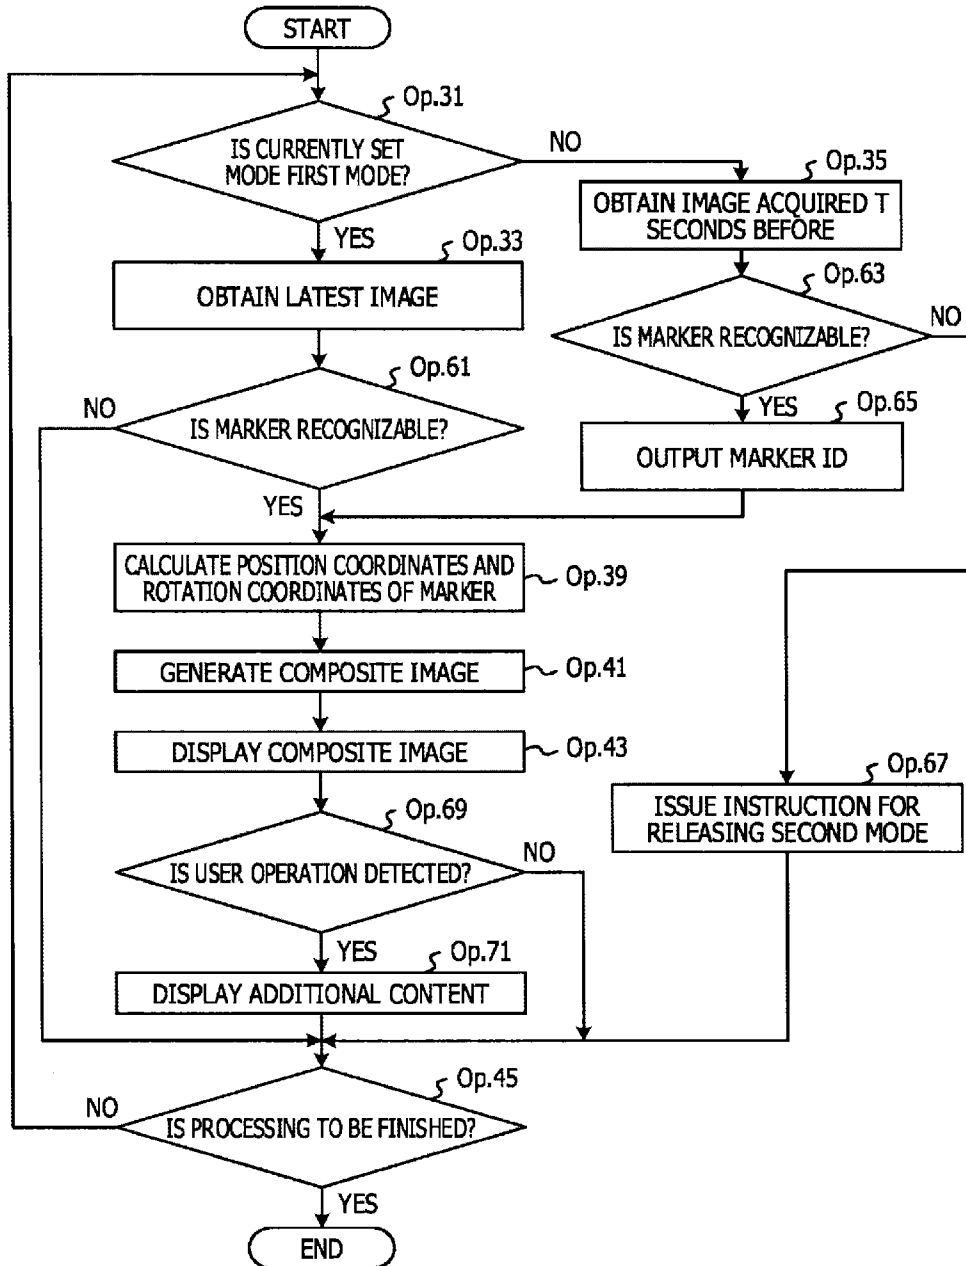 START
Op.31
IS CURRENTLY SET
MODE FIRST MODE?
NO
YES
Op.35
OBTAIN IMAGE ACQUIRED T
SECONDS BEFORE
Op.33
OBTAIN LATEST IMAGE
Op.63
IS MARKER RECOGNIZABLE?
NO
YES
Op.61
IS MARKER RECOGNIZABLE?
NO
YES
Op.65
OUTPUT MARKER ID
CALCULATE POSITION COORDINATES AND
ROTATION COORDINATES OF MARKER
Op.39
GENERATE COMPOSITE IMAGE
Op.41
DISPLAY COMPOSITE IMAGE
Op.43
Op.67
ISSUE INSTRUCTION FOR
RELEASING SECOND MODE
Op.69
IS USER OPERATION DETECTED?
NO
YES
Op.71
DISPLAY ADDITIONAL CONTENT
Op.45
IS PROCESSING TO BE FINISHED?
NO
YES
END